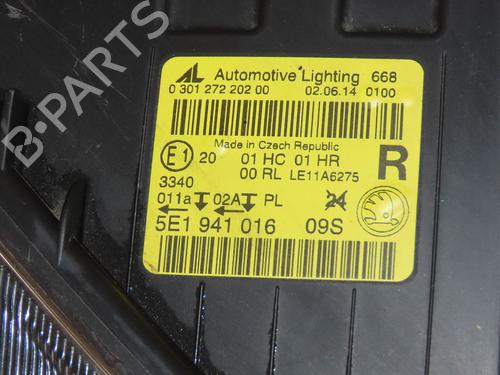 AL Automotive Lighting 668
0 301 272 202 00 02.06.14 0100
Made in Czech Republic
E1 20 01 HC 01 HR R
00 RL LE11A6275
3340
011a 02A PL 24
5E1 941 016 09S
B-PARTS
B-PARTS